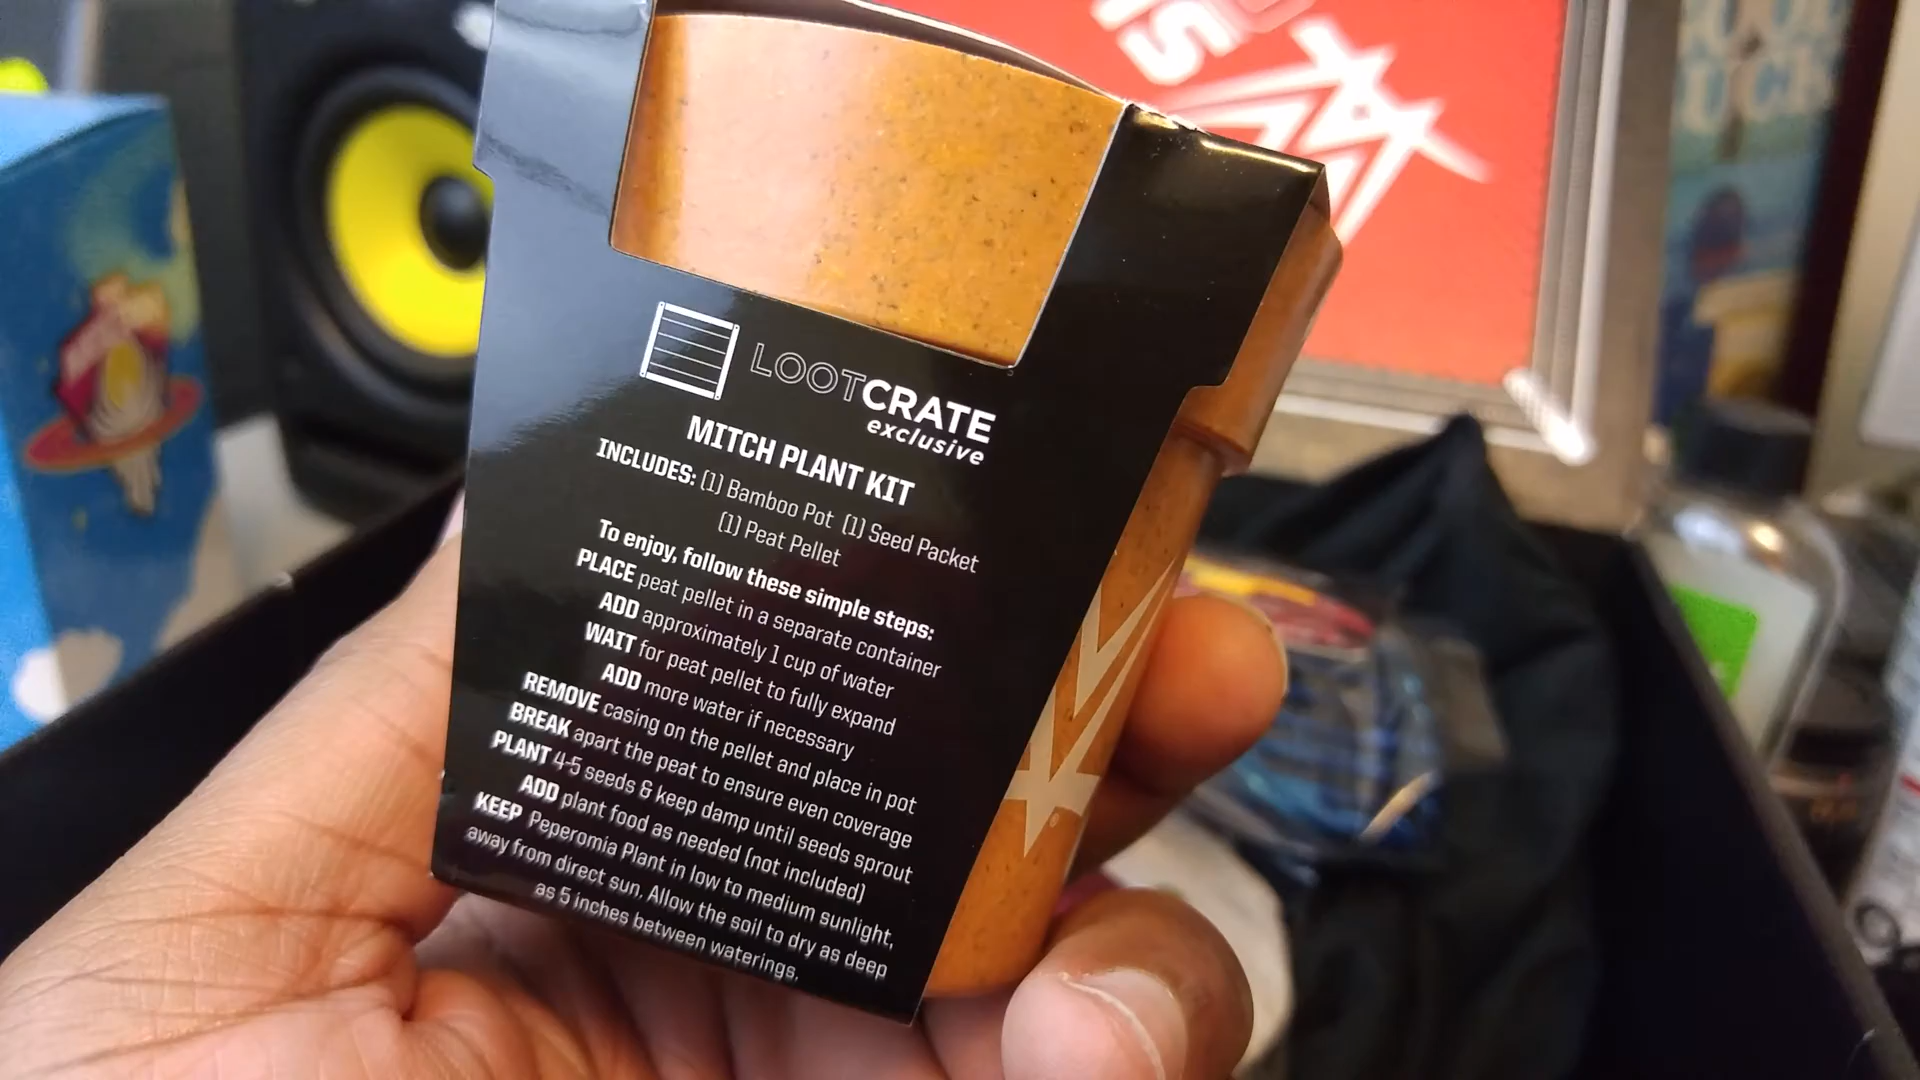 LOOTCRATE
exclusive
MITCH PLANT KIT
INCLUDES: (1) Bamboo Pot (1) Seed Packet
(1) Peat Pellet
To enjoy, follow these simple steps:
PLACE peat pellet in a separate container
ADD approximately 1 cup of water
WAIT for peat pellet to fully expand
ADD more water if necessary
REMOVE casing on the pellet and place in pot
BREAK apart the peat to ensure even coverage
PLANT 4-5 seeds & keep damp until seeds sprout
ADD plant food as needed (not included)
KEEP Peperomia Plant in low to medium sunlight,
away from direct sun. Allow the soil to dry as deep
as 5 inches between waterings.